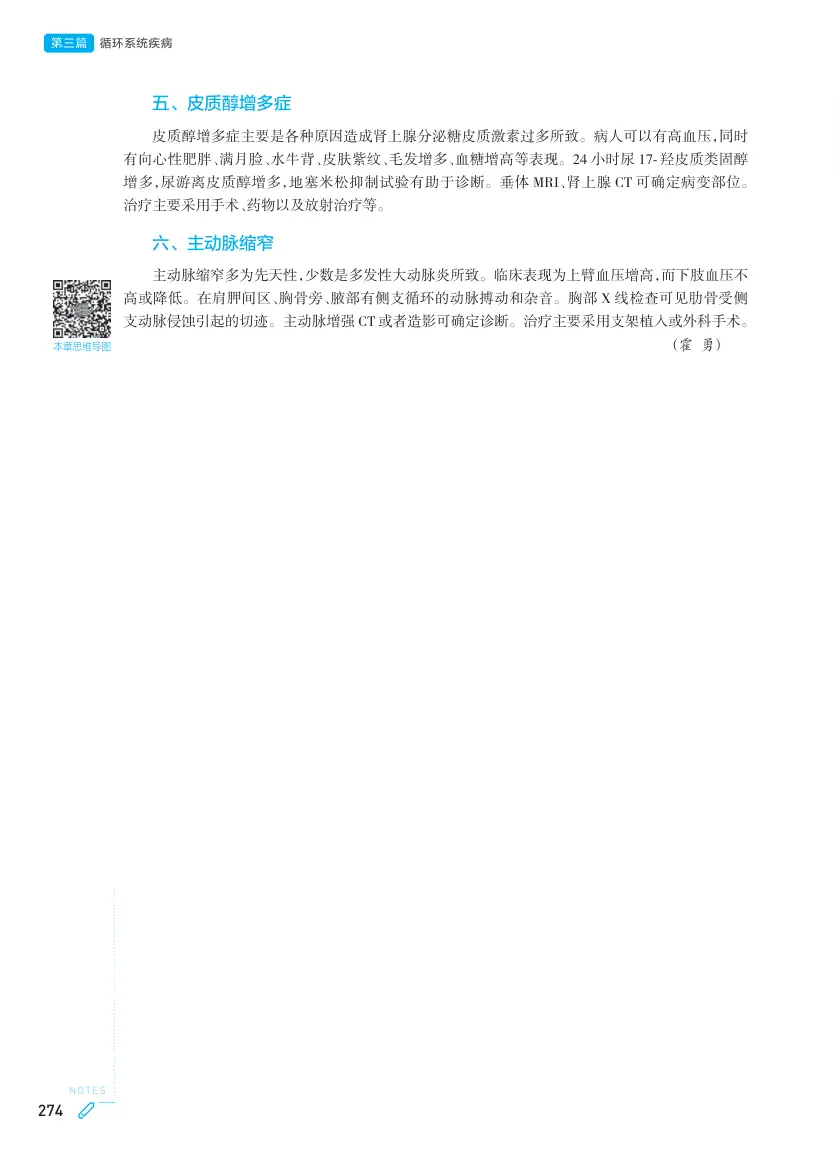 第三篇 循环系统疾病
五、皮质醇增多症
皮质醇增多症主要是各种原因造成肾上腺分泌糖皮质激素过多所致。病人可以有高血压,同时
有向心性肥胖、满月脸、水牛背、皮肤紫纹、毛发增多、血糖增高等表现。24 小时尿 17- 羟皮质类固醇
增多,尿游离皮质醇增多,地塞米松抑制试验有助于诊断。垂体 MRI、肾上腺 CT 可确定病变部位。
治疗主要采用手术、药物以及放射治疗等。
六、主动脉缩窄
主动脉缩窄多为先天性,少数是多发性大动脉炎所致。临床表现为上臂血压增高,而下肢血压不
高或降低。在肩胛间区、胸骨旁、腋部有侧支循环的动脉搏动和杂音。胸部 X 线检查可见肋骨受侧
支动脉侵蚀引起的切迹。主动脉增强 CT 或者造影可确定诊断。治疗主要采用支架植入或外科手术。
(霍 勇)
本章思维导图
NOTES
274